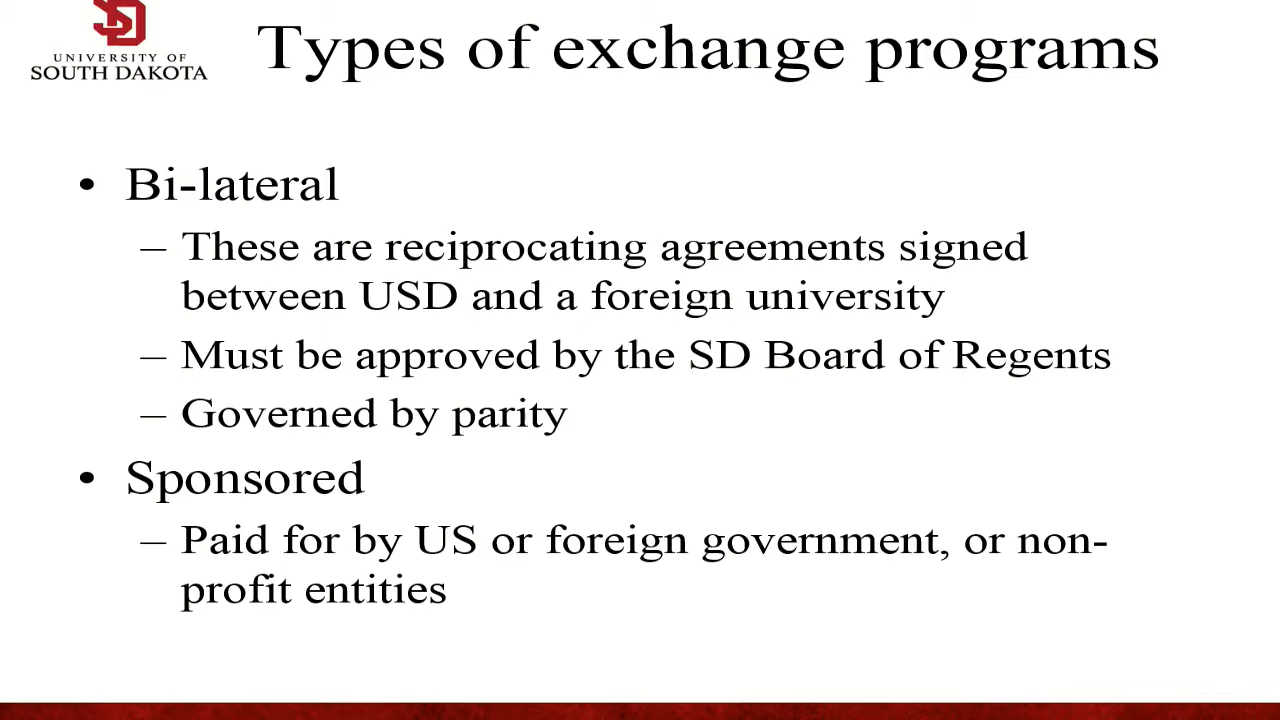 UNIVERSITY OF
SOUTH DAKOTA
Types of exchange programs
• Bi-lateral
– These are reciprocating agreements signed
between USD and a foreign university
– Must be approved by the SD Board of Regents
– Governed by parity
• Sponsored
– Paid for by US or foreign government, or non-
profit entities